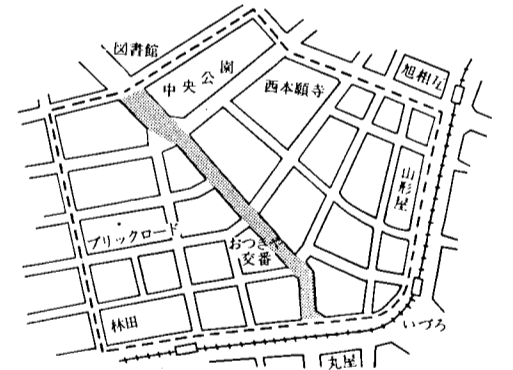 図書館
中央公園
西本願寺
旭相互
山形屋
ブリックロード
おつきや
交番
林田
いづろ
丸屋